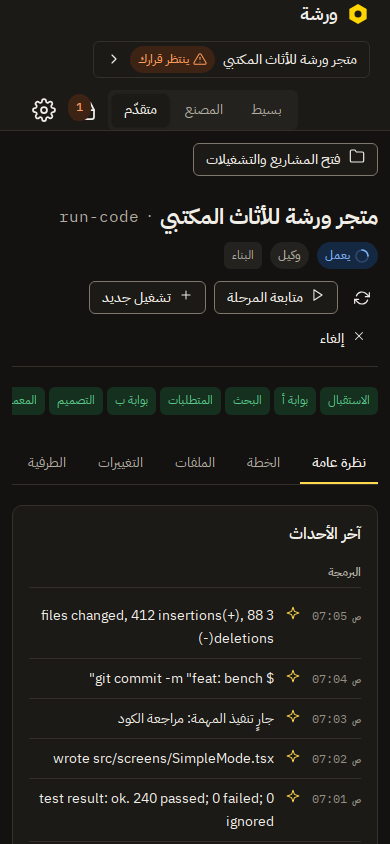 ورشة
متجر ورشة للأثاث المكتبي ينتظر قرارك
بسيط المصنع متقدّم 1
فتح المشاريع والتشغيلات
متجر ورشة للأثاث المكتبي · run-code
يعمل وكيل البناء
متابعة المرحلة تشغيل جديد
إلغاء
الاستقبال بوابة أ البحث المتطلبات بوابة ب التصميم المعم
نظرة عامة الخطة الملفات التغييرات الطرفية
آخر الأحداث
البرمجة
07:05 ص 3 files changed, 412 insertions(+), 88
deletions(-)
07:04 ص $ git commit -m "feat: bench"
07:03 ص جارٍ تنفيذ المهمة: مراجعة الكود
07:02 ص wrote src/screens/SimpleMode.tsx
07:01 ص test result: ok. 240 passed; 0 failed; 0
ignored